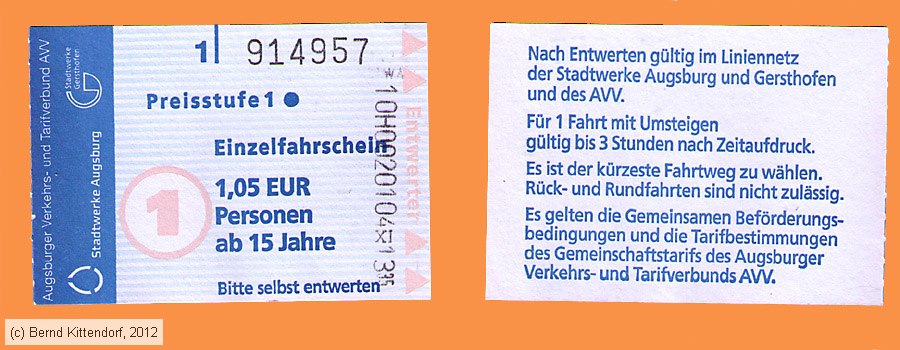 Augsburger Verkehrs- und Tarifverbund AVV
Stadtwerke Augsburg
Stadtwerke
Gersthofen
1 914957
Preisstufe 1
Einzelfahrschein
1
1,05 EUR
Personen
ab 15 Jahre
Bitte selbst entwerten
Entwerter
Nach Entwerten gültig im Liniennetz
der Stadtwerke Augsburg und Gersthofen
und des AVV.
Für 1 Fahrt mit Umsteigen
gültig bis 3 Stunden nach Zeitaufdruck.
Es ist der kürzeste Fahrtweg zu wählen.
Rück- und Rundfahrten sind nicht zulässig.
Es gelten die Gemeinsamen Beförderungs-
bedingungen und die Tarifbestimmungen
des Gemeinschaftstarifs des Augsburger
Verkehrs- und Tarifverbunds AVV.
(c) Bernd Kittendorf, 2012